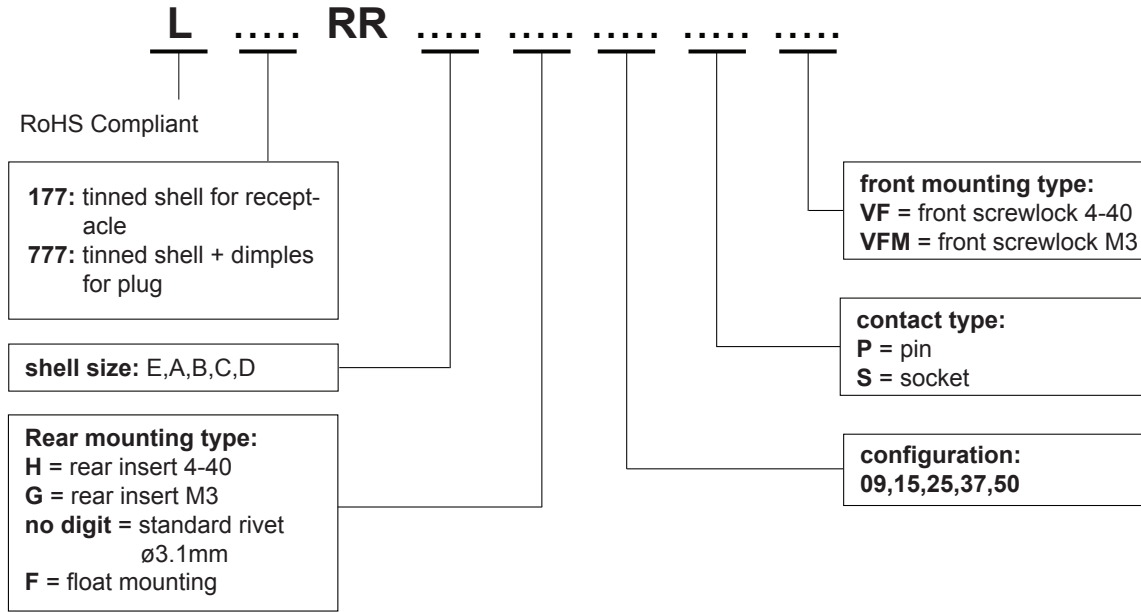 L ..... RR ..... ..... ..... ..... .....
RoHS Compliant
177: tinned shell for recept-
acle
777: tinned shell + dimples
for plug
shell size: E,A,B,C,D
Rear mounting type:
H = rear insert 4-40
G = rear insert M3
no digit = standard rivet
ø3.1mm
F = float mounting
front mounting type:
VF = front screwlock 4-40
VFM = front screwlock M3
contact type:
P = pin
S = socket
configuration:
09,15,25,37,50